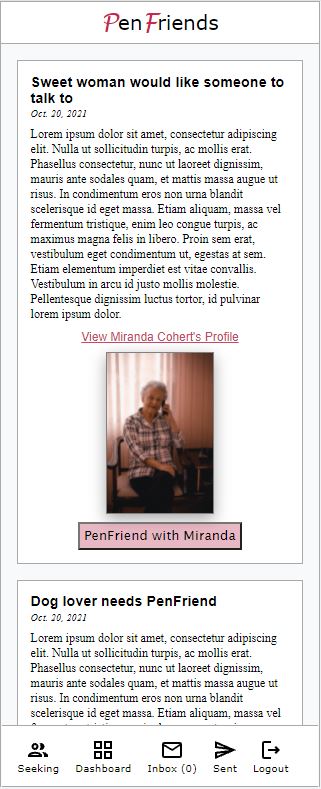 PenFriends
Sweet woman would like someone to
talk to
Oct. 20, 2021
Lorem ipsum dolor sit amet, consectetur adipiscing
elit. Nulla ut sollicitudin turpis, ac mollis erat.
Phasellus consectetur, nunc ut laoreet dignissim,
mauris ante sodales quam, et mattis massa augue ut
risus. In condimentum eros non urna blandit
scelerisque id eget massa. Etiam aliquam, massa vel
fermentum tristique, enim leo congue turpis, ac
maximus magna felis in libero. Proin sem erat,
vestibulum eget condimentum ut, egestas at sem.
Etiam elementum imperdiet est vitae convallis.
Vestibulum in arcu id justo mollis molestie.
Pellentesque dignissim luctus tortor, id pulvinar
lorem ipsum dolor.
View Miranda Cohert's Profile
PenFriend with Miranda
Dog lover needs PenFriend
Oct. 20, 2021
Lorem ipsum dolor sit amet, consectetur adipiscing
elit. Nulla ut sollicitudin turpis, ac mollis erat.
Phasellus consectetur, nunc ut laoreet dignissim,
mauris ante sodales quam, et mattis massa augue ut
risus. In condimentum eros non urna blandit
scelerisque id eget massa. Etiam aliquam, massa vel
Seeking
Dashboard
Inbox (0)
Sent
Logout